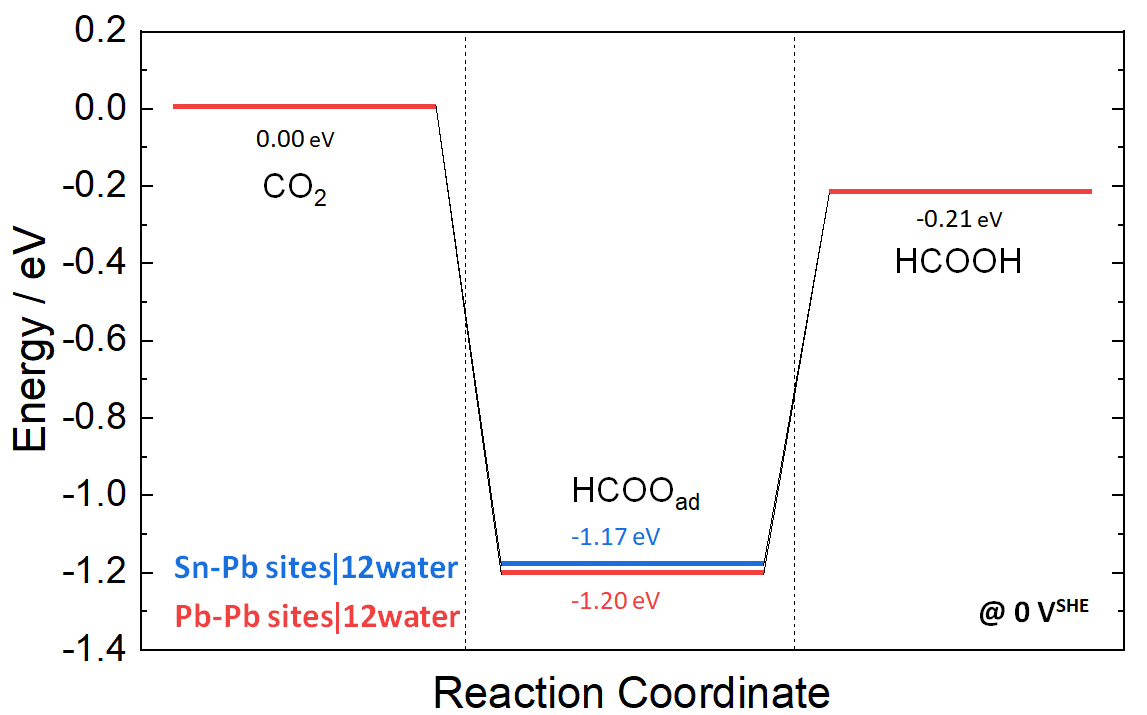 0.2
0.0
-0.2
-0.4
-0.6
-0.8
-1.0
-1.2
-1.4
Energy / eV
0.00 eV
CO2
-0.21 eV
HCOOH
HCOOad
-1.17 eV
-1.20 eV
Sn-Pb sites|12water
Pb-Pb sites|12water
@ 0 VSHE
Reaction Coordinate